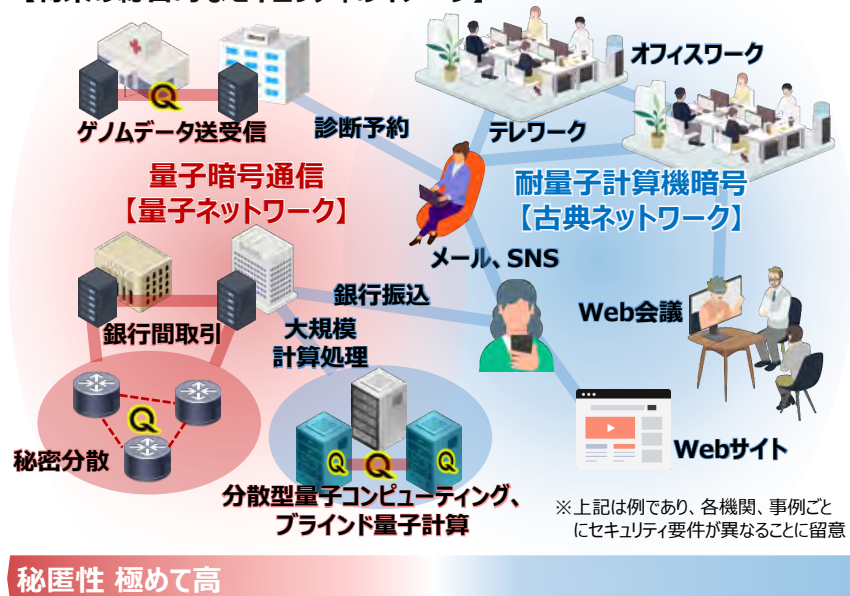 オフィスワーク
ゲノムデータ送受信
診断予約
テレワーク
量子暗号通信
【量子ネットワーク】
耐量子計算機暗号
【古典ネットワーク】
メール、SNS
銀行振込
銀行間取引
大規模
計算処理
Web会議
秘密分散
Q
Q
Q
Q
Q
Webサイト
分散型量子コンピューティング、
ブラインド量子計算
※上記は例であり、各機関、事例ごと
にセキュリティ要件が異なることに留意
秘匿性 極めて高